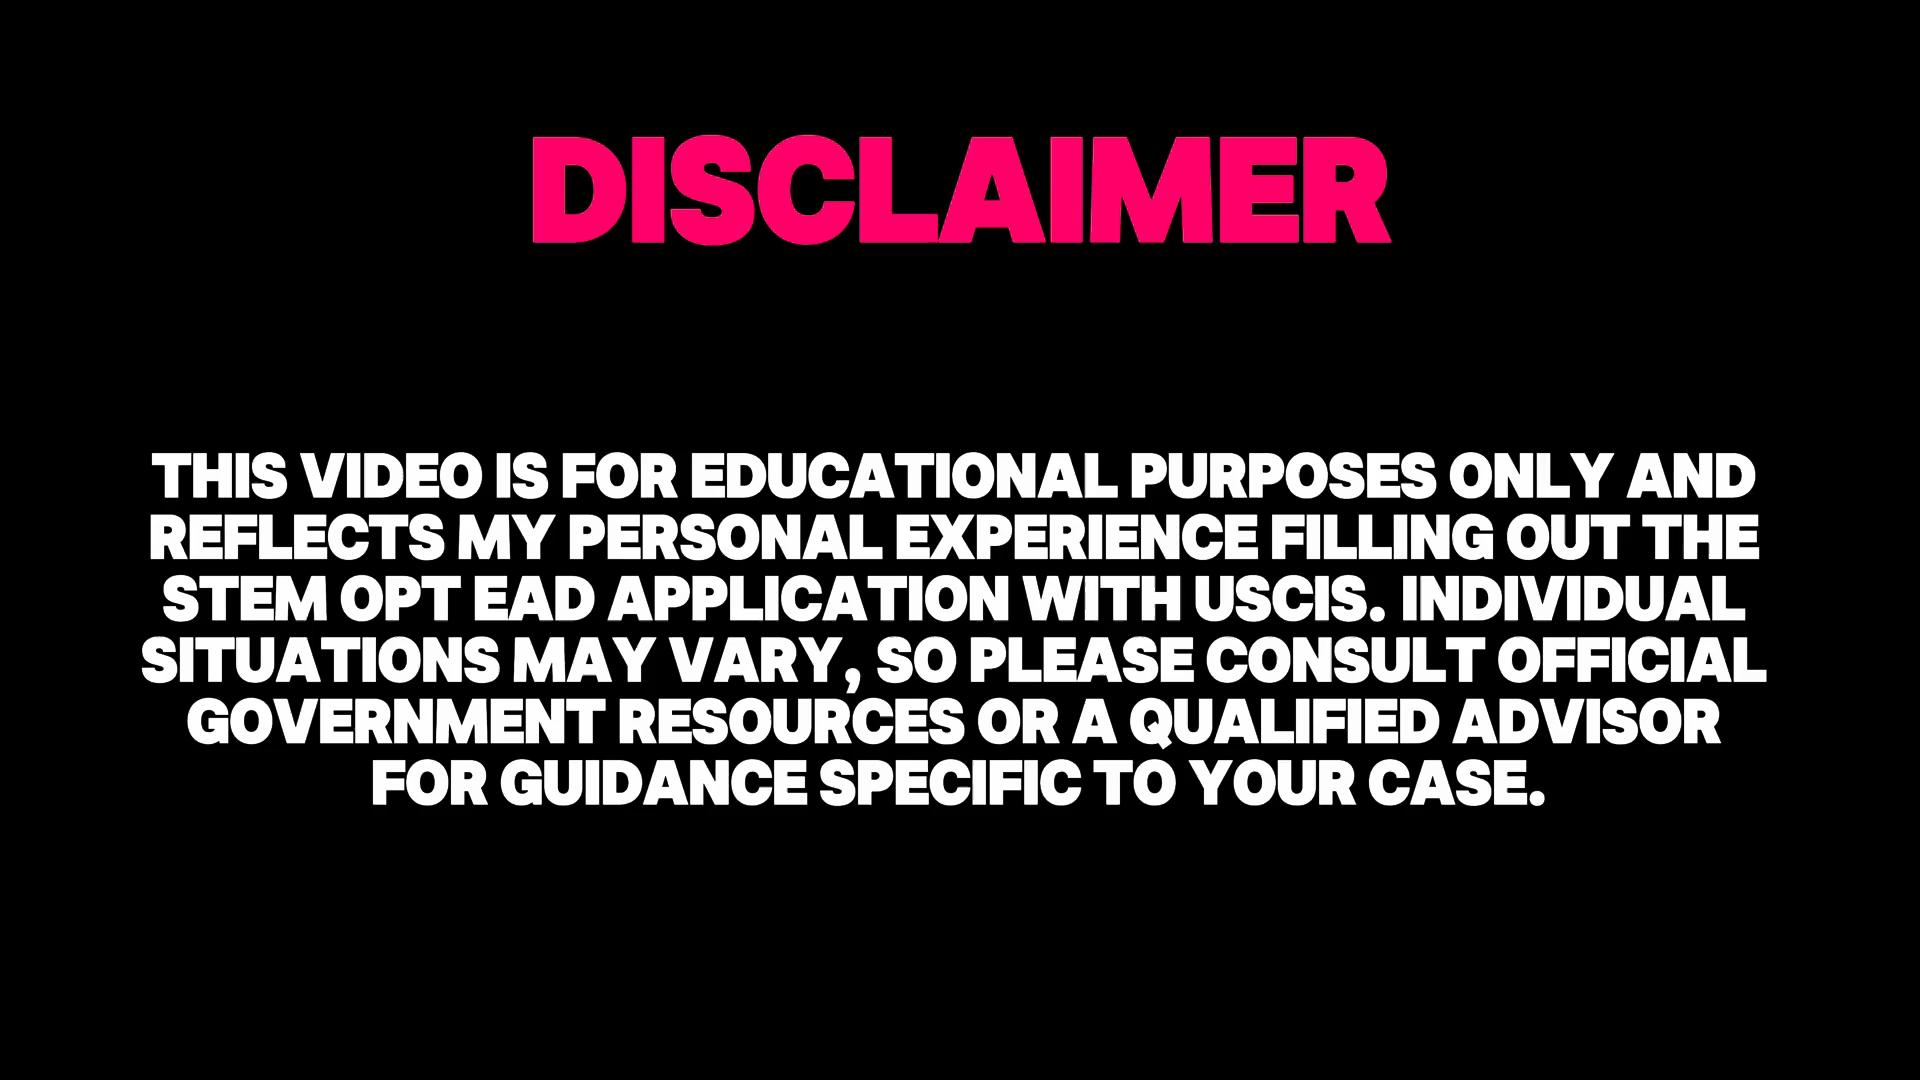 DISCLAIMER
THIS VIDEO IS FOR EDUCATIONAL PURPOSES ONLY AND
REFLECTS MY PERSONAL EXPERIENCE FILLING OUT THE
STEM OPT EAD APPLICATION WITH USCIS. INDIVIDUAL
SITUATIONS MAY VARY, SO PLEASE CONSULT OFFICIAL
GOVERNMENT RESOURCES OR A QUALIFIED ADVISOR
FOR GUIDANCE SPECIFIC TO YOUR CASE.